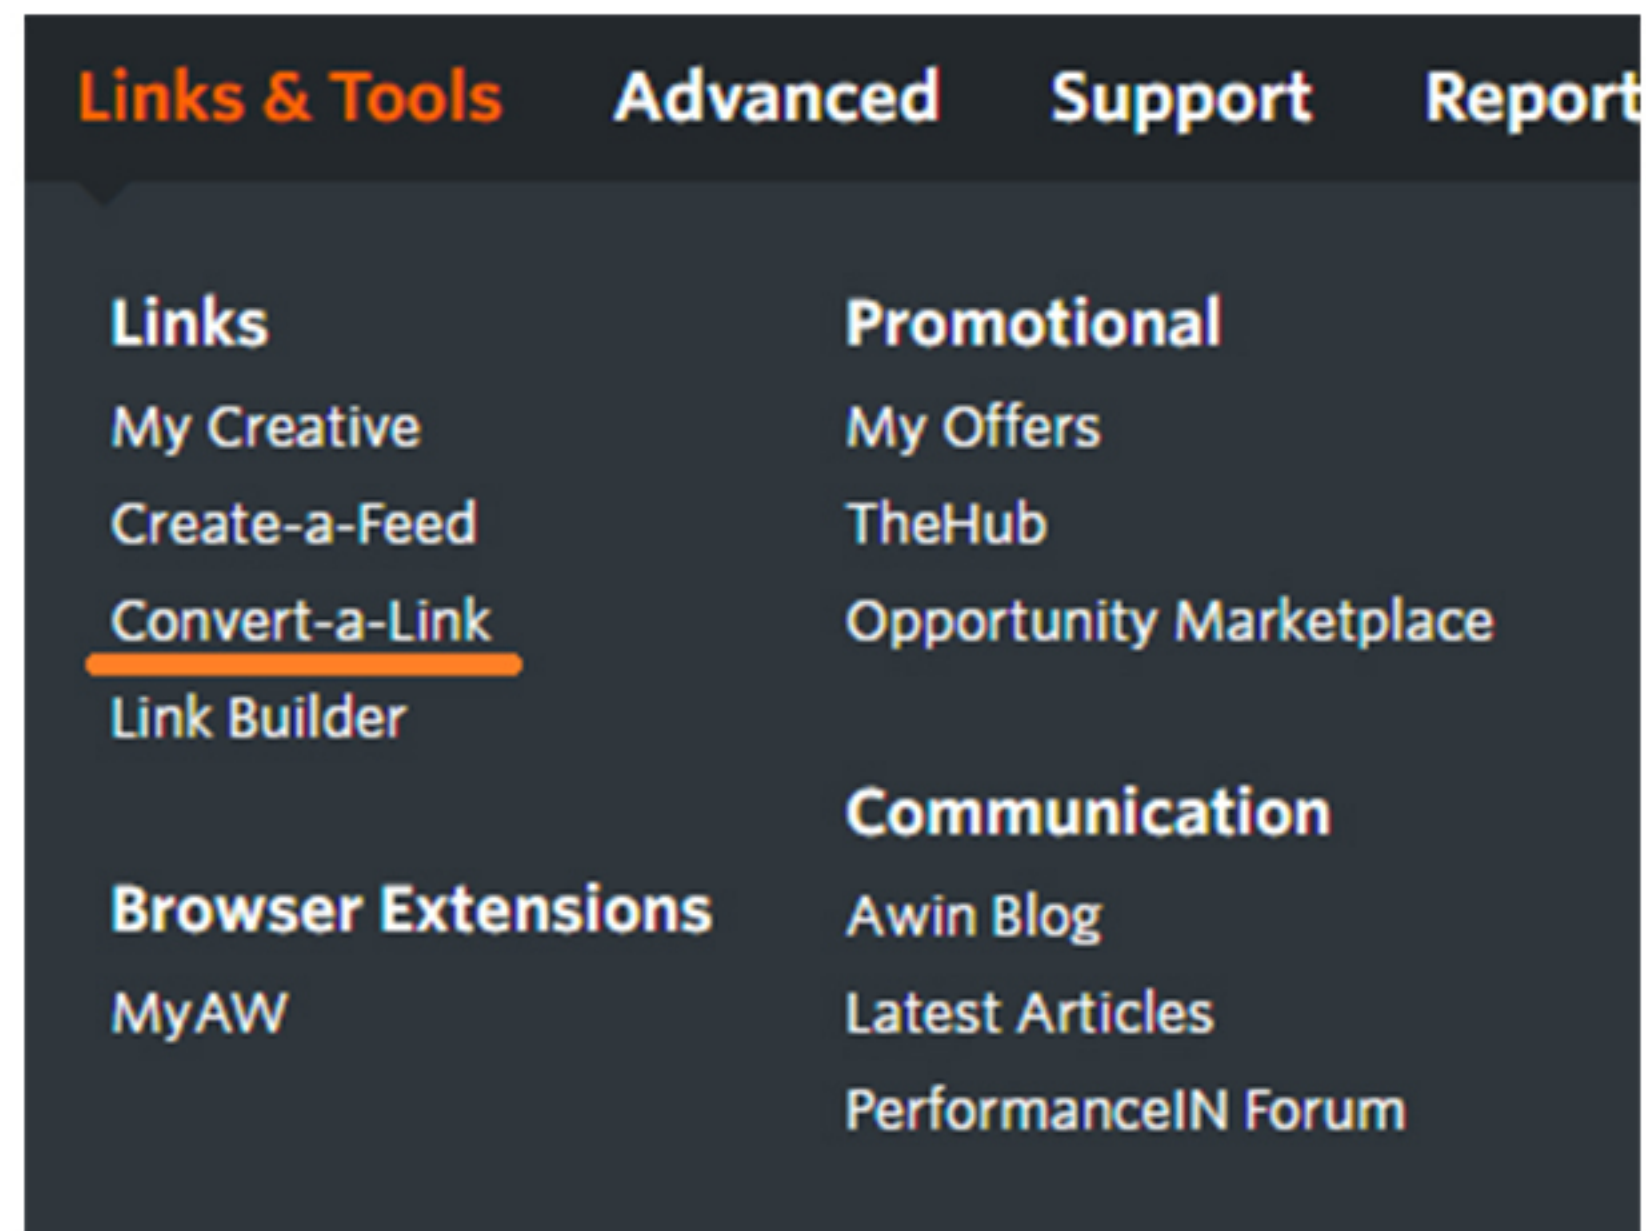 Links & Tools Advanced Support Report
Links
My Creative
Create-a-Feed
Convert-a-Link
Link Builder
Browser Extensions
MyAW
Promotional
My Offers
TheHub
Opportunity Marketplace
Communication
Awin Blog
Latest Articles
PerformanceIN Forum